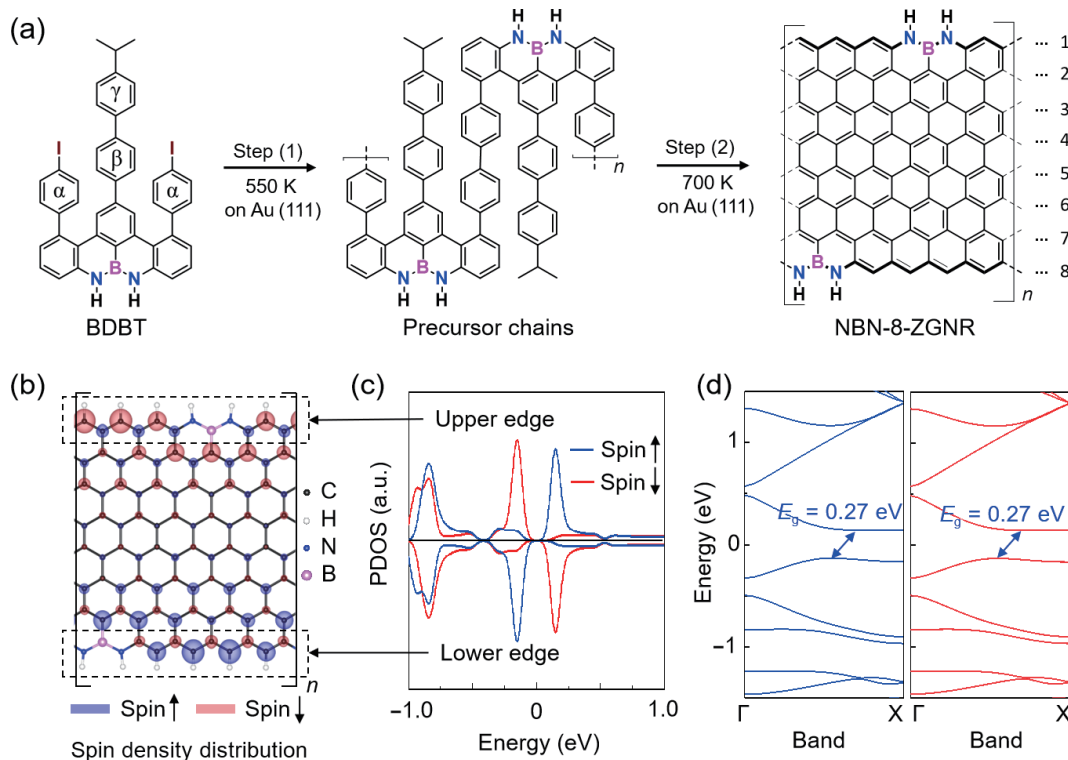 (a)
γ
β
I
I
α
α
B
N
N
H
H
BDBT
Step (1)
550 K
on Au (111)
H
H
N
N
B
n
B
N
N
H
H
Precursor chains
Step (2)
700 K
on Au (111)
H
H
N
N
B
B
N
N
H
H
n
··· 1
··· 2
··· 3
··· 4
··· 5
··· 6
··· 7
··· 8
NBN-8-ZGNR
(b)
Upper edge
C
H
N
B
Lower edge
n
Spin↑ Spin↓
Spin density distribution
(c)
Spin↑
Spin↓
PDOS (a.u.)
−1.0 0 1.0
Energy (eV)
(d)
Energy (eV)
1
0
−1
Eg = 0.27 eV
Eg = 0.27 eV
Γ X Γ X
Band Band